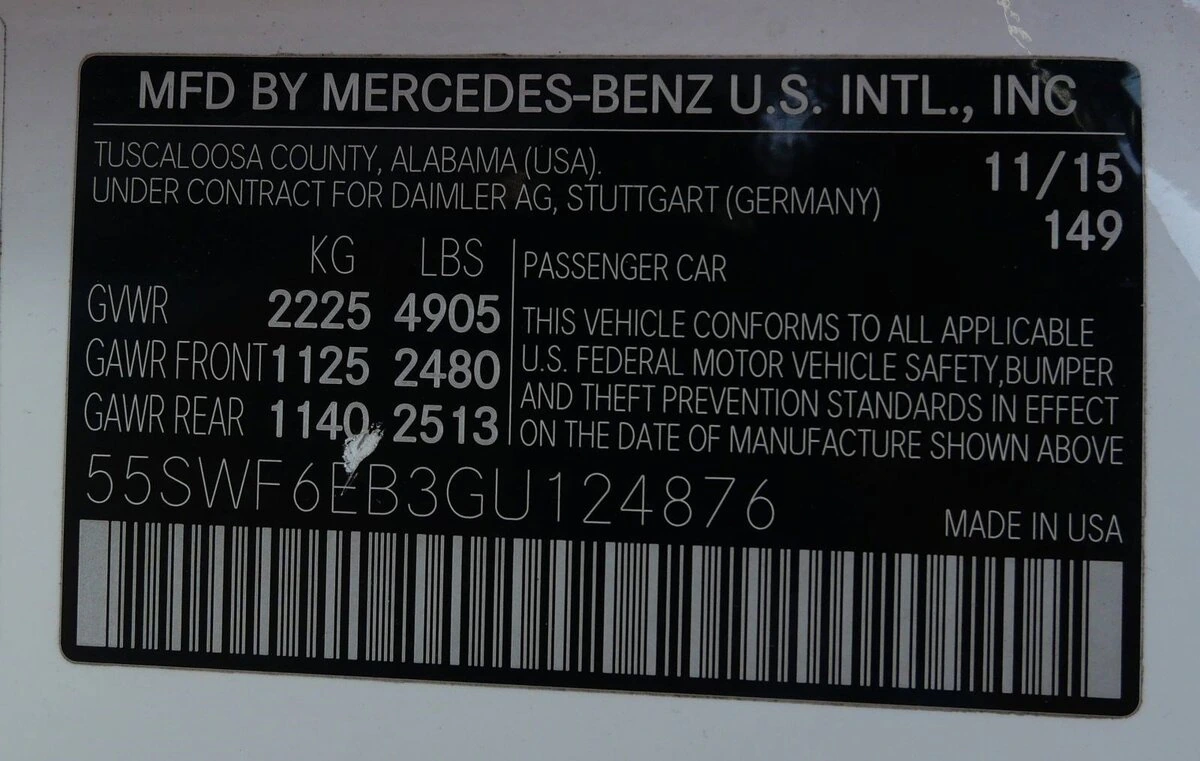 MFD BY MERCEDES-BENZ U.S. INTL., INC
TUSCALOOSA COUNTY, ALABAMA (USA).
UNDER CONTRACT FOR DAIMLER AG, STUTTGART (GERMANY)
11/15
149
KG LBS
GVWR 2225 4905
GAWR FRONT 1125 2480
GAWR REAR 1140 2513
PASSENGER CAR
THIS VEHICLE CONFORMS TO ALL APPLICABLE
U.S. FEDERAL MOTOR VEHICLE SAFETY,BUMPER
AND THEFT PREVENTION STANDARDS IN EFFECT
ON THE DATE OF MANUFACTURE SHOWN ABOVE
55SWF6EB3GU124876
MADE IN USA